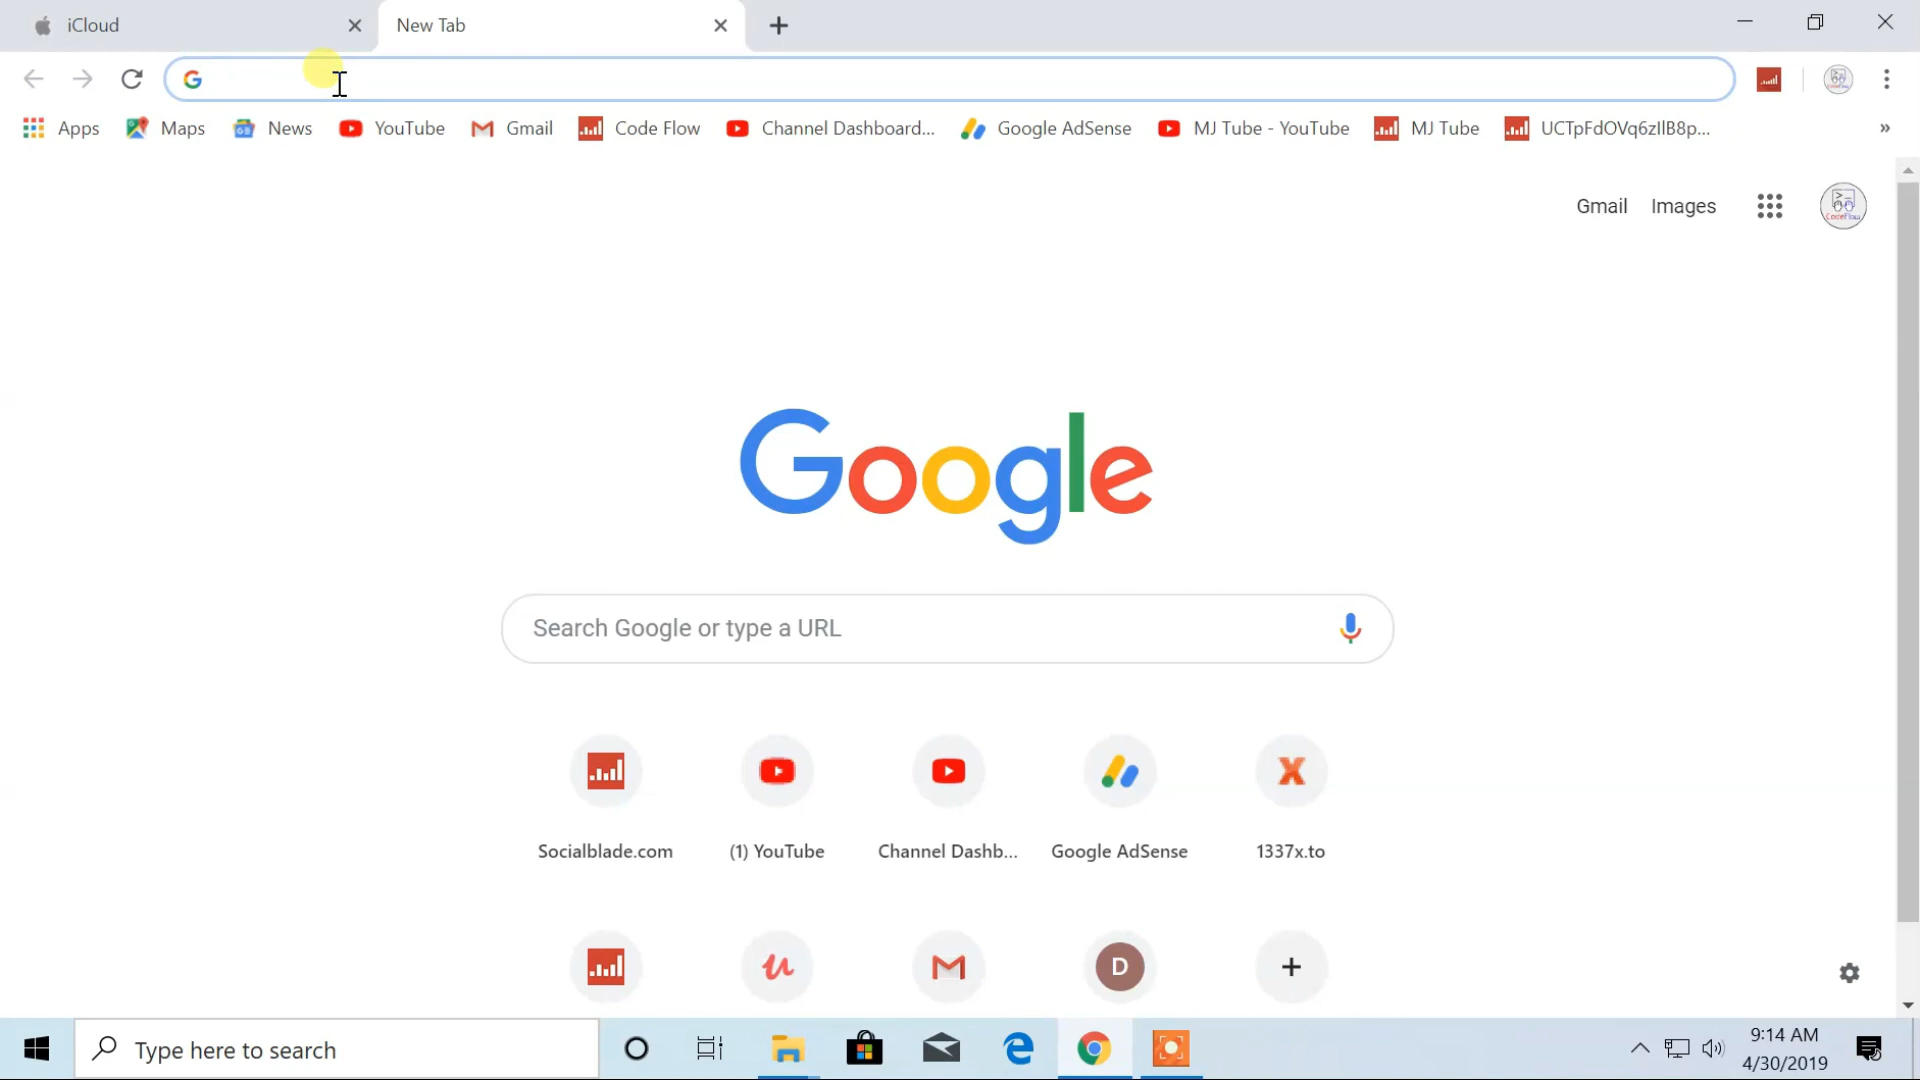 iCloud
New Tab
Apps
Maps
News
YouTube
Gmail
Code Flow
Channel Dashboard...
Google AdSense
MJ Tube - YouTube
MJ Tube
UCTpFdOVq6zIlB8p...
Gmail
Images
Google
Search Google or type a URL
Socialblade.com
(1) YouTube
Channel Dashb...
Google AdSense
1337x.to
D
Type here to search
9:14 AM
4/30/2019